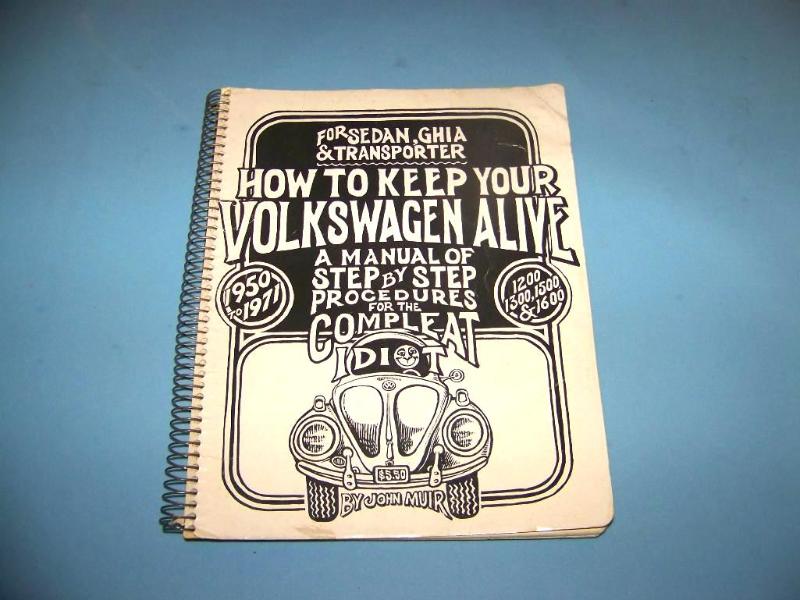 FOR SEDAN, GHIA
& TRANSPORTER
HOW TO KEEP YOUR
VOLKSWAGEN ALIVE
A MANUAL OF
STEP BY STEP
PROCEDURES
FOR THE
COMPLEAT
IDIOT
1950
TO 1971
1200
1300, 1500
& 1600
$5.50
BY JOHN MUIR